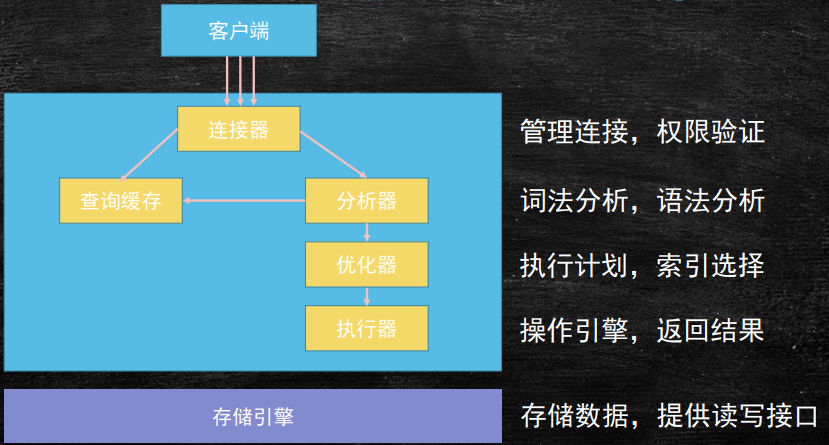 客户端
连接器
管理连接，权限验证
查询缓存
分析器
词法分析，语法分析
优化器
执行计划，索引选择
执行器
操作引擎，返回结果
存储引擎
存储数据，提供读写接口